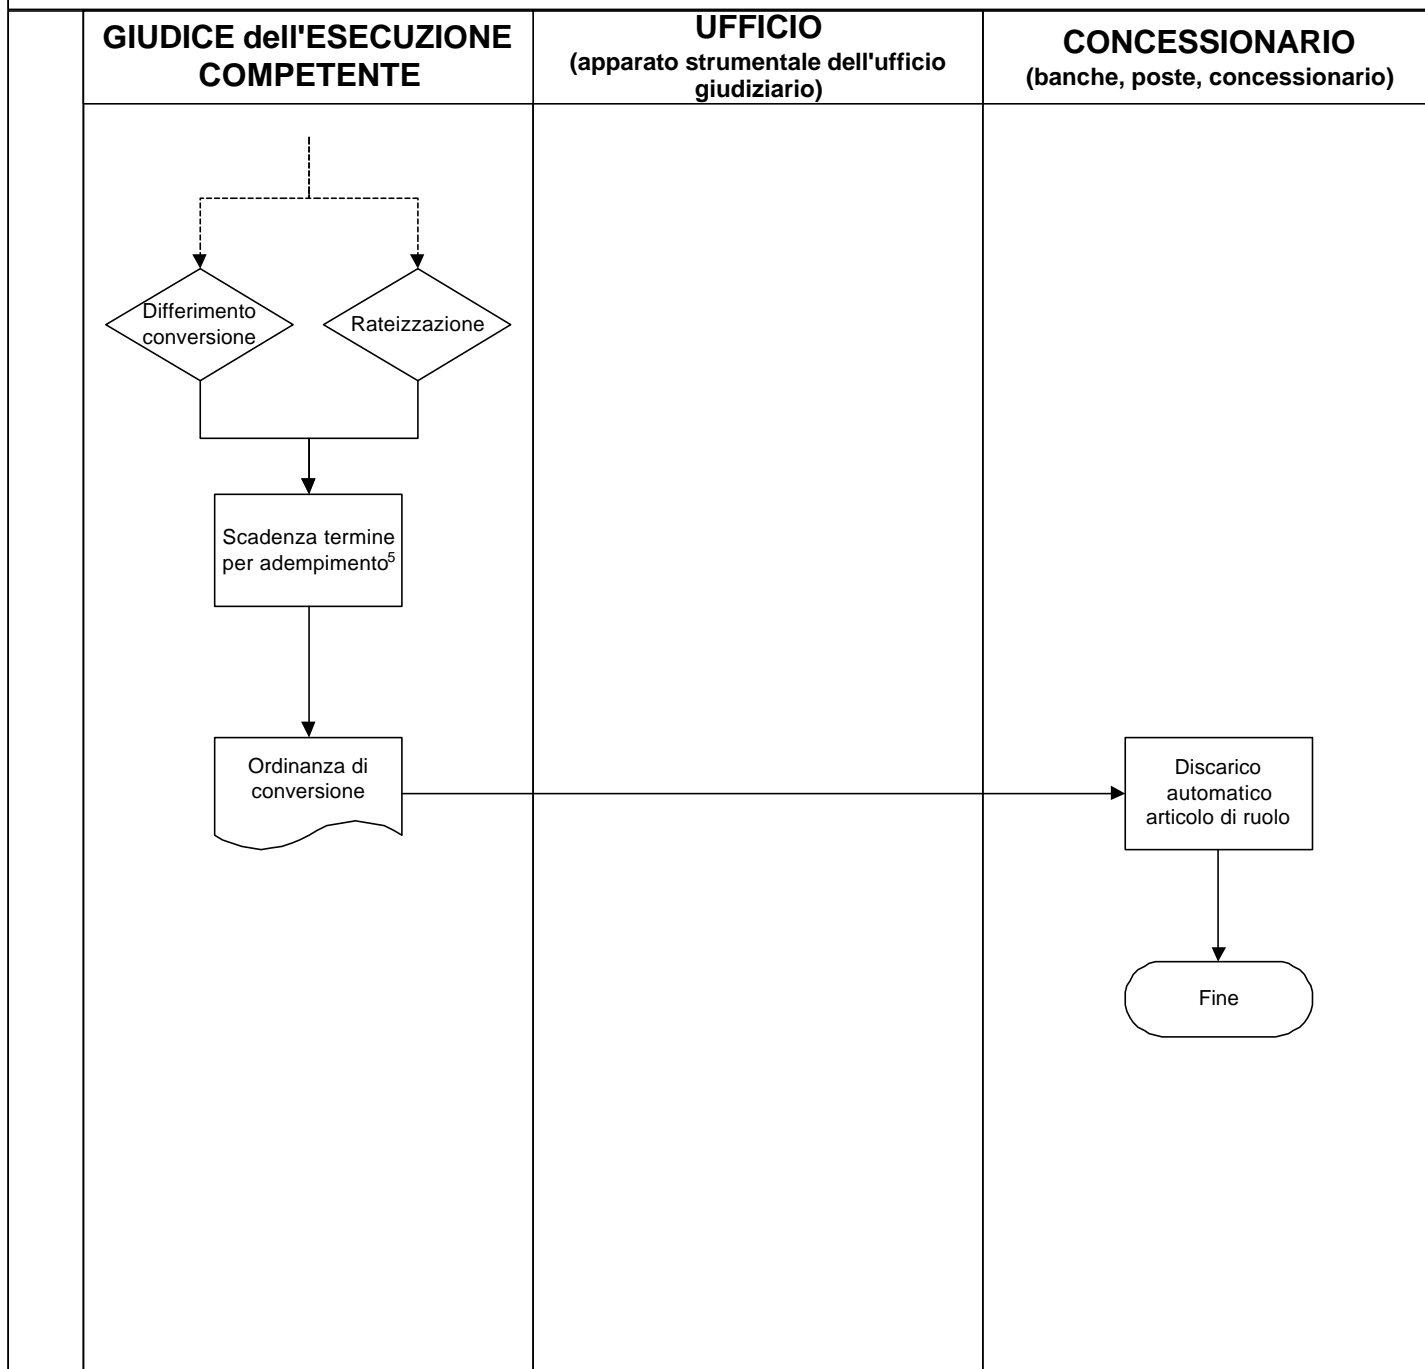 GIUDICE dell'ESECUZIONE
COMPETENTE
UFFICIO
(apparato strumentale dell'ufficio
giudiziario)
CONCESSIONARIO
(banche, poste, concessionario)
Differimento
conversione
Rateizzazione
Scadenza termine
per adempimento⁵
Ordinanza di
conversione
Discarico
automatico
articolo di ruolo
Fine